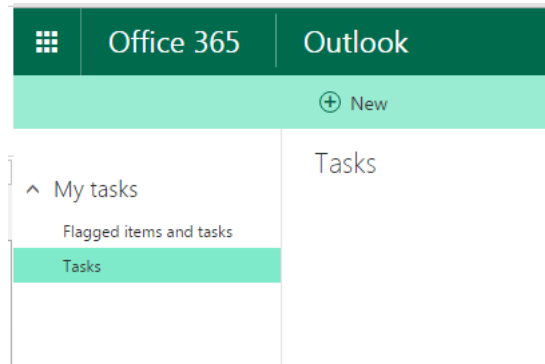 Office 365 Outlook
New
Tasks
My tasks
Flagged items and tasks
Tasks